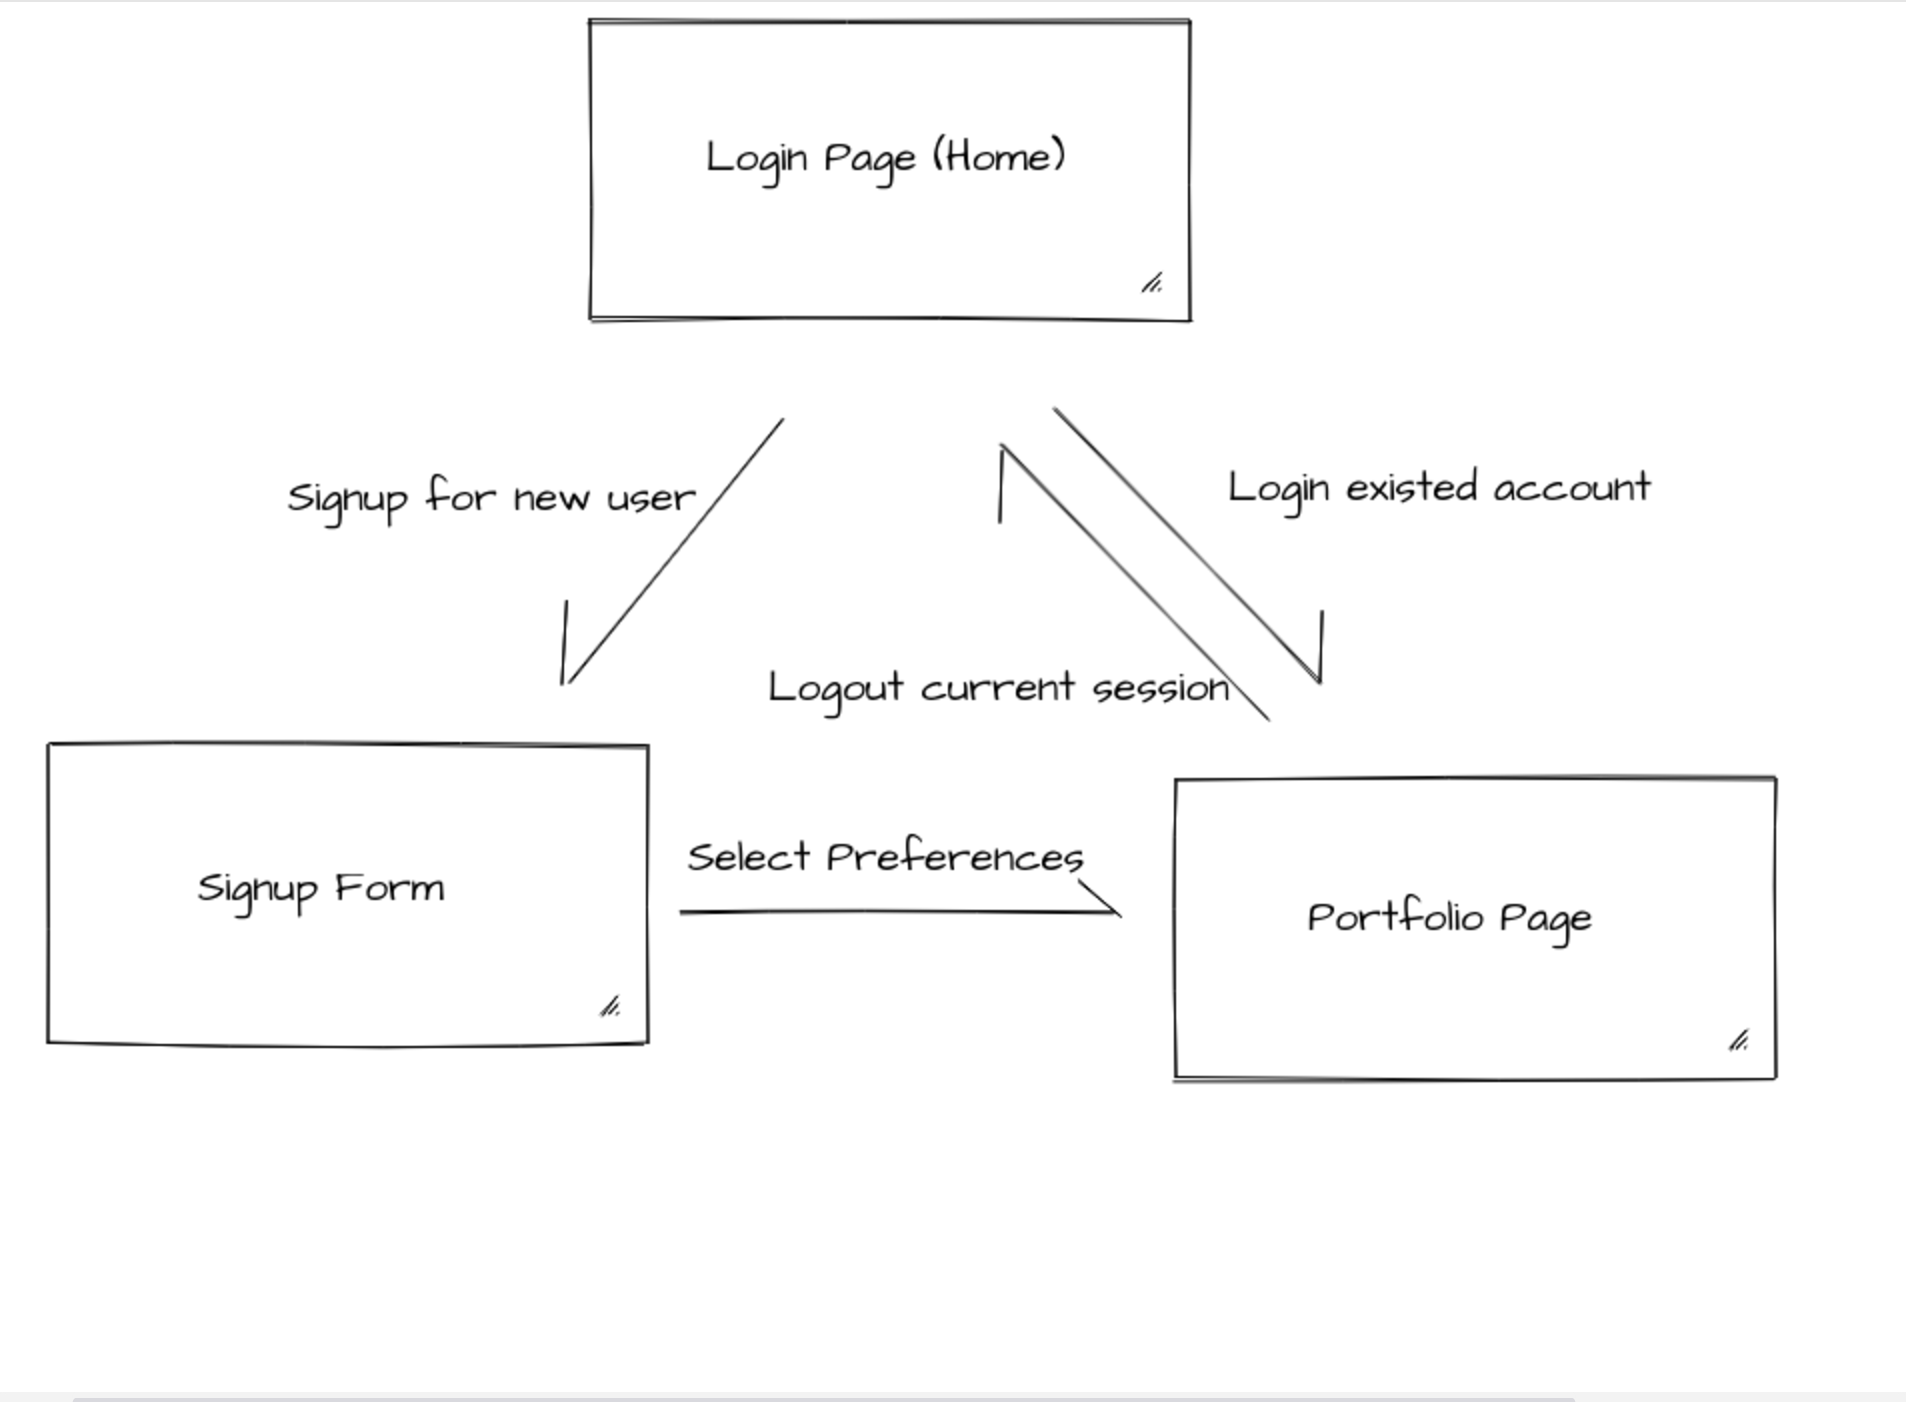 Login Page (Home)
Signup for new user
Login existed account
Logout current session
Select Preferences
Signup Form
Portfolio Page